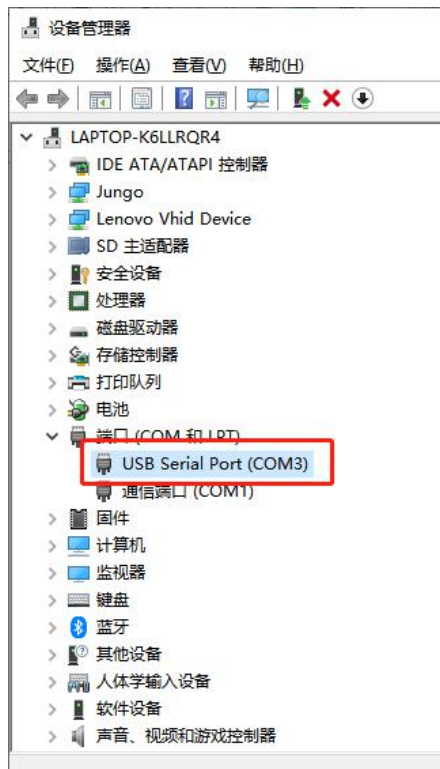 设备管理器
文件(F) 操作(A) 查看(V) 帮助(H)
LAPTOP-K6LLRQR4
IDE ATA/ATAPI 控制器
Jungo
Lenovo Vhid Device
SD 主适配器
安全设备
处理器
磁盘驱动器
存储控制器
打印队列
电池
端口 (COM 和 LPT)
USB Serial Port (COM3)
通信端口 (COM1)
固件
计算机
监视器
键盘
蓝牙
其他设备
人体学输入设备
软件设备
声音、视频和游戏控制器